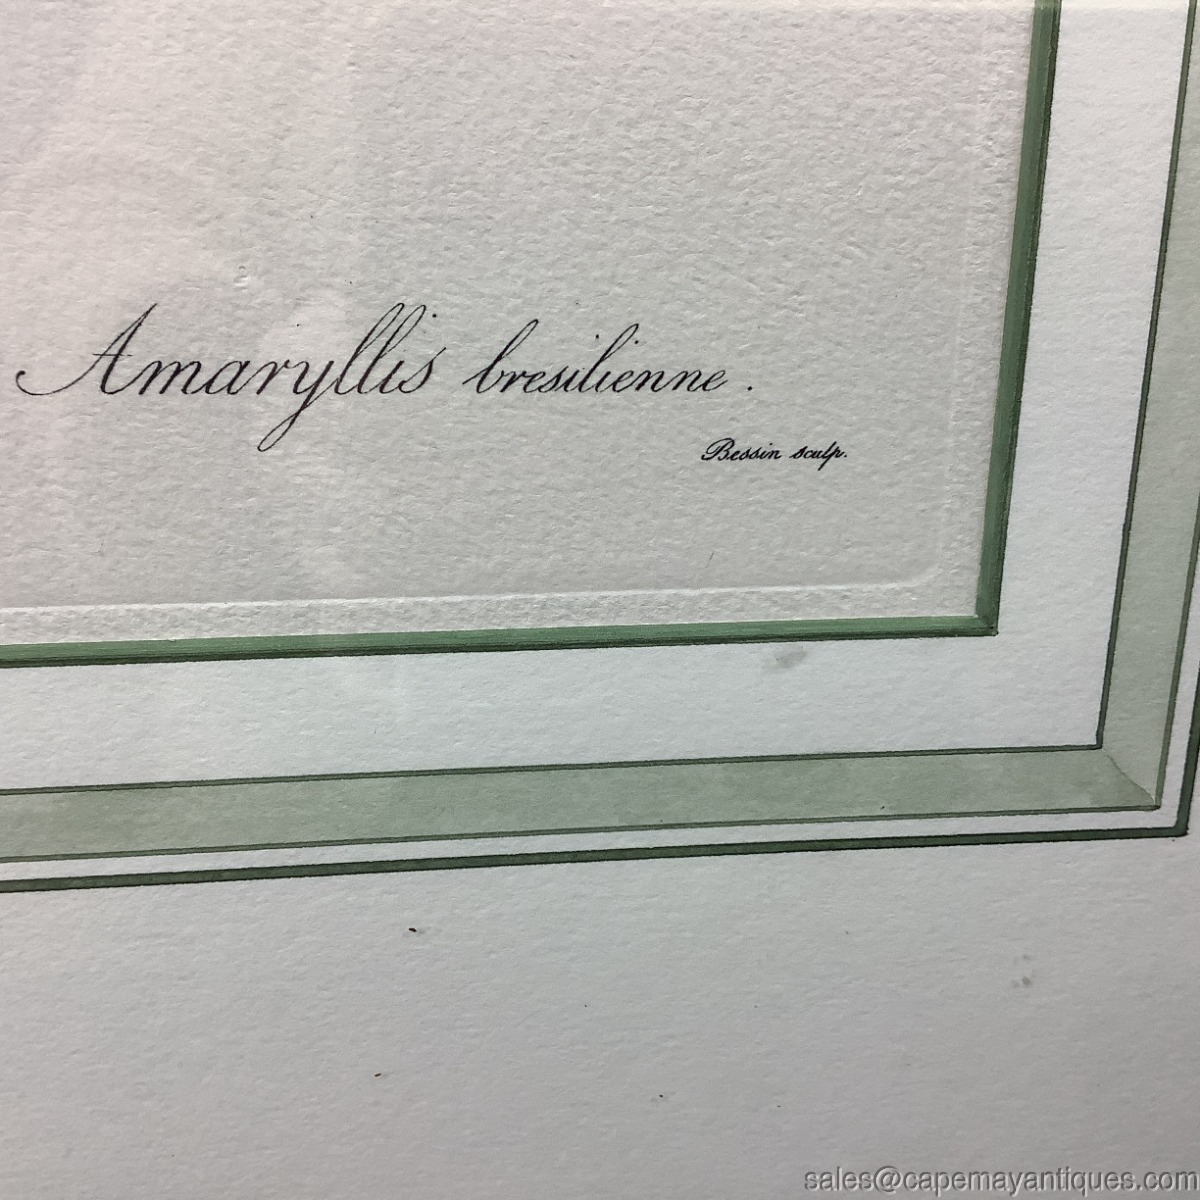 Amaryllis bresilienne.
Bessin sculp.
sales@capemayantiques.com